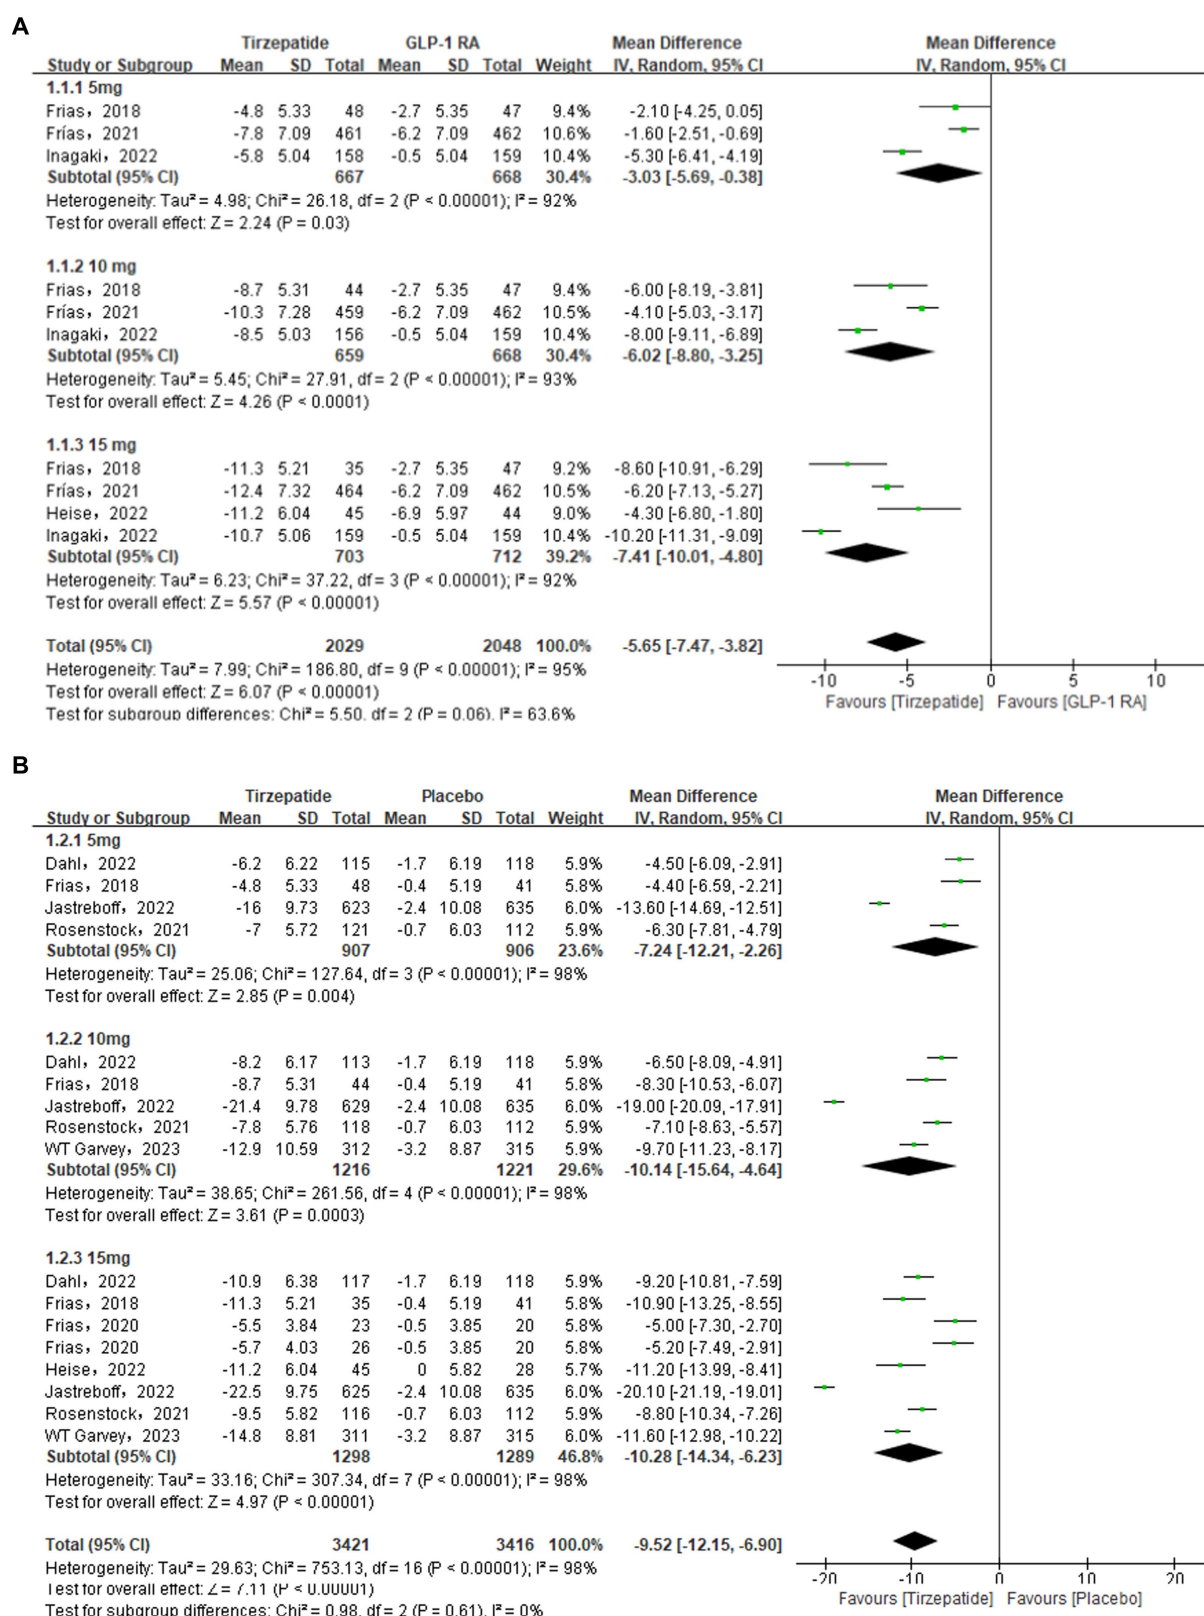 A
Tirzepatide GLP-1 RA Mean Difference Mean Difference
Study or Subgroup Mean SD Total Mean SD Total Weight IV, Random, 95% CI IV, Random, 95% CI
1.1.1 5mg
Frias, 2018 -4.8 5.33 48 -2.7 5.35 47 9.4% -2.10 [-4.25, 0.05]
Frías, 2021 -7.8 7.09 461 -6.2 7.09 462 10.6% -1.60 [-2.51, -0.69]
Inagaki, 2022 -5.8 5.04 158 -0.5 5.04 159 10.4% -5.30 [-6.41, -4.19]
Subtotal (95% CI) 667 668 30.4% -3.03 [-5.69, -0.38]
Heterogeneity: Tau² = 4.98; Chi² = 26.18, df = 2 (P < 0.00001); I² = 92%
Test for overall effect: Z = 2.24 (P = 0.03)
1.1.2 10 mg
Frias, 2018 -8.7 5.31 44 -2.7 5.35 47 9.4% -6.00 [-8.19, -3.81]
Frías, 2021 -10.3 7.28 459 -6.2 7.09 462 10.5% -4.10 [-5.03, -3.17]
Inagaki, 2022 -8.5 5.03 156 -0.5 5.04 159 10.4% -8.00 [-9.11, -6.89]
Subtotal (95% CI) 659 668 30.4% -6.02 [-8.80, -3.25]
Heterogeneity: Tau² = 5.45; Chi² = 27.91, df = 2 (P < 0.00001); I² = 93%
Test for overall effect: Z = 4.26 (P < 0.0001)
1.1.3 15 mg
Frias, 2018 -11.3 5.21 35 -2.7 5.35 47 9.2% -8.60 [-10.91, -6.29]
Frías, 2021 -12.4 7.32 464 -6.2 7.09 462 10.5% -6.20 [-7.13, -5.27]
Heise, 2022 -11.2 6.04 45 -6.9 5.97 44 9.0% -4.30 [-6.80, -1.80]
Inagaki, 2022 -10.7 5.06 159 -0.5 5.04 159 10.4% -10.20 [-11.31, -9.09]
Subtotal (95% CI) 703 712 39.2% -7.41 [-10.01, -4.80]
Heterogeneity: Tau² = 6.23; Chi² = 37.22, df = 3 (P < 0.00001); I² = 92%
Test for overall effect: Z = 5.57 (P < 0.00001)
Total (95% CI) 2029 2048 100.0% -5.65 [-7.47, -3.82]
Heterogeneity: Tau² = 7.99; Chi² = 186.80, df = 9 (P < 0.00001); I² = 95%
Test for overall effect: Z = 6.07 (P < 0.00001)
Test for subgroup differences: Chi² = 5.50, df = 2 (P = 0.06), I² = 63.6%
-10 -5 0 5 10
Favours [Tirzepatide] Favours [GLP-1 RA]
B
Tirzepatide Placebo Mean Difference Mean Difference
Study or Subgroup Mean SD Total Mean SD Total Weight IV, Random, 95% CI IV, Random, 95% CI
1.2.1 5mg
Dahl, 2022 -6.2 6.22 115 -1.7 6.19 118 5.9% -4.50 [-6.09, -2.91]
Frias, 2018 -4.8 5.33 48 -0.4 5.19 41 5.8% -4.40 [-6.59, -2.21]
Jastreboff, 2022 -16 9.73 623 -2.4 10.08 635 6.0% -13.60 [-14.69, -12.51]
Rosenstock, 2021 -7 5.72 121 -0.7 6.03 112 5.9% -6.30 [-7.81, -4.79]
Subtotal (95% CI) 907 906 23.6% -7.24 [-12.21, -2.26]
Heterogeneity: Tau² = 25.06; Chi² = 127.64, df = 3 (P < 0.00001); I² = 98%
Test for overall effect: Z = 2.85 (P = 0.004)
1.2.2 10mg
Dahl, 2022 -8.2 6.17 113 -1.7 6.19 118 5.9% -6.50 [-8.09, -4.91]
Frias, 2018 -8.7 5.31 44 -0.4 5.19 41 5.8% -8.30 [-10.53, -6.07]
Jastreboff, 2022 -21.4 9.78 629 -2.4 10.08 635 6.0% -19.00 [-20.09, -17.91]
Rosenstock, 2021 -7.8 5.76 118 -0.7 6.03 112 5.9% -7.10 [-8.63, -5.57]
WT Garvey, 2023 -12.9 10.59 312 -3.2 8.87 315 5.9% -9.70 [-11.23, -8.17]
Subtotal (95% CI) 1216 1221 29.6% -10.14 [-15.64, -4.64]
Heterogeneity: Tau² = 38.65; Chi² = 261.56, df = 4 (P < 0.00001); I² = 98%
Test for overall effect: Z = 3.61 (P = 0.0003)
1.2.3 15mg
Dahl, 2022 -10.9 6.38 117 -1.7 6.19 118 5.9% -9.20 [-10.81, -7.59]
Frias, 2018 -11.3 5.21 35 -0.4 5.19 41 5.8% -10.90 [-13.25, -8.55]
Frias, 2020 -5.5 3.84 23 -0.5 3.85 20 5.8% -5.00 [-7.30, -2.70]
Frias, 2020 -5.7 4.03 26 -0.5 3.85 20 5.8% -5.20 [-7.49, -2.91]
Heise, 2022 -11.2 6.04 45 0 5.82 28 5.7% -11.20 [-13.99, -8.41]
Jastreboff, 2022 -22.5 9.75 625 -2.4 10.08 635 6.0% -20.10 [-21.19, -19.01]
Rosenstock, 2021 -9.5 5.82 116 -0.7 6.03 112 5.9% -8.80 [-10.34, -7.26]
WT Garvey, 2023 -14.8 8.81 311 -3.2 8.87 315 6.0% -11.60 [-12.98, -10.22]
Subtotal (95% CI) 1298 1289 46.8% -10.28 [-14.34, -6.23]
Heterogeneity: Tau² = 33.16; Chi² = 307.34, df = 7 (P < 0.00001); I² = 98%
Test for overall effect: Z = 4.97 (P < 0.00001)
Total (95% CI) 3421 3416 100.0% -9.52 [-12.15, -6.90]
Heterogeneity: Tau² = 29.63; Chi² = 753.13, df = 16 (P < 0.00001); I² = 98%
Test for overall effect: Z = 7.11 (P < 0.00001)
Test for subgroup differences: Chi² = 0.98, df = 2 (P = 0.61), I² = 0%
-20 -10 0 10 20
Favours [Tirzepatide] Favours [Placebo]